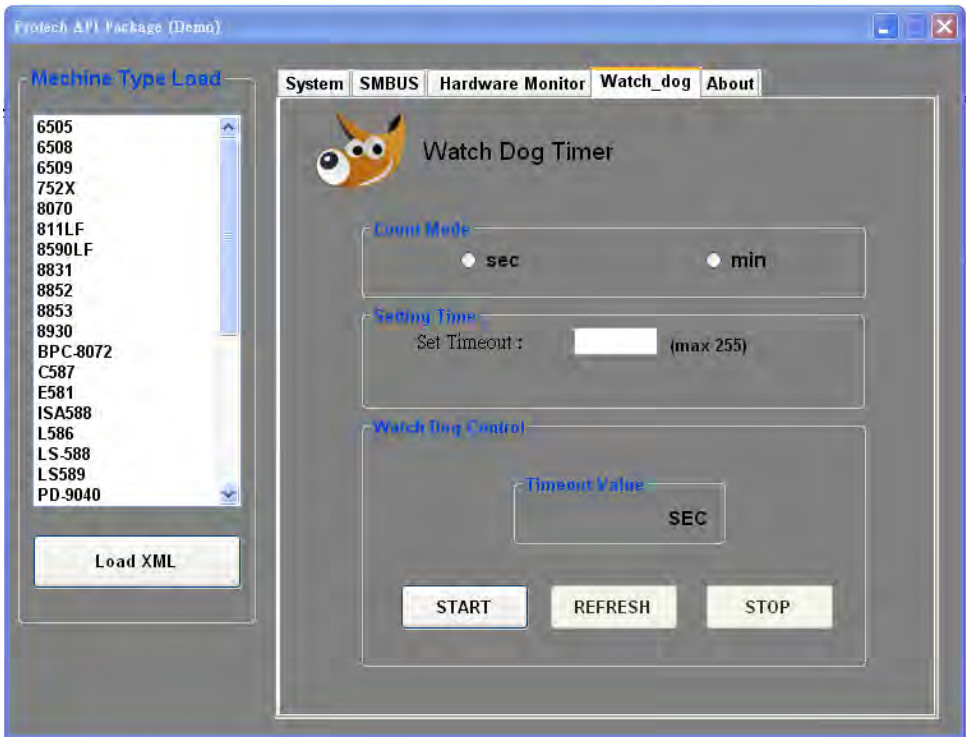 Protech API Package (Demo)
Mechine Type Load
6505
6508
6509
752X
8070
811LF
8590LF
8831
8852
8853
8930
BPC-8072
C587
E581
ISA588
L586
LS-588
LS589
PD-9040
Load XML
System SMBUS Hardware Monitor Watch_dog About
Watch Dog Timer
Count Mode
sec min
Setting Time
Set Timeout : (max 255)
Watch Dog Control
Timeout Value
SEC
START REFRESH STOP